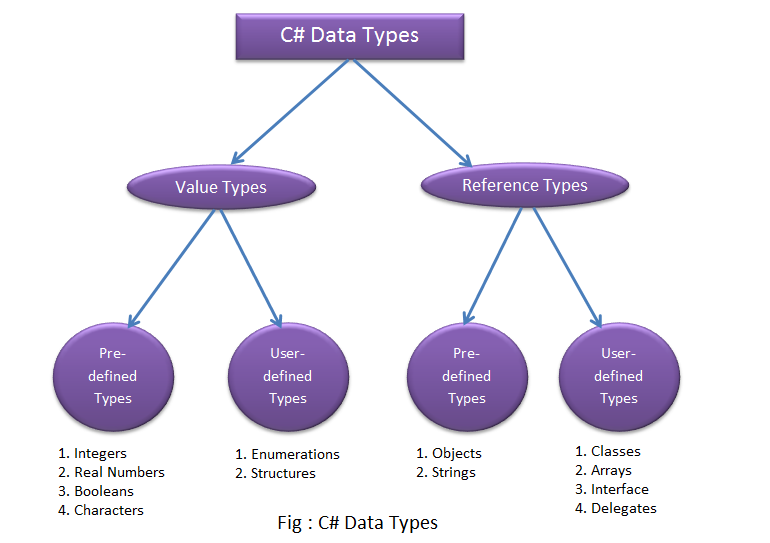 C# Data Types
Value Types
Reference Types
Pre-
defined
Types
User-
defined
Types
Pre-
defined
Types
User-
defined
Types
1. Integers
2. Real Numbers
3. Booleans
4. Characters
1. Enumerations
2. Structures
1. Objects
2. Strings
1. Classes
2. Arrays
3. Interface
4. Delegates
Fig : C# Data Types